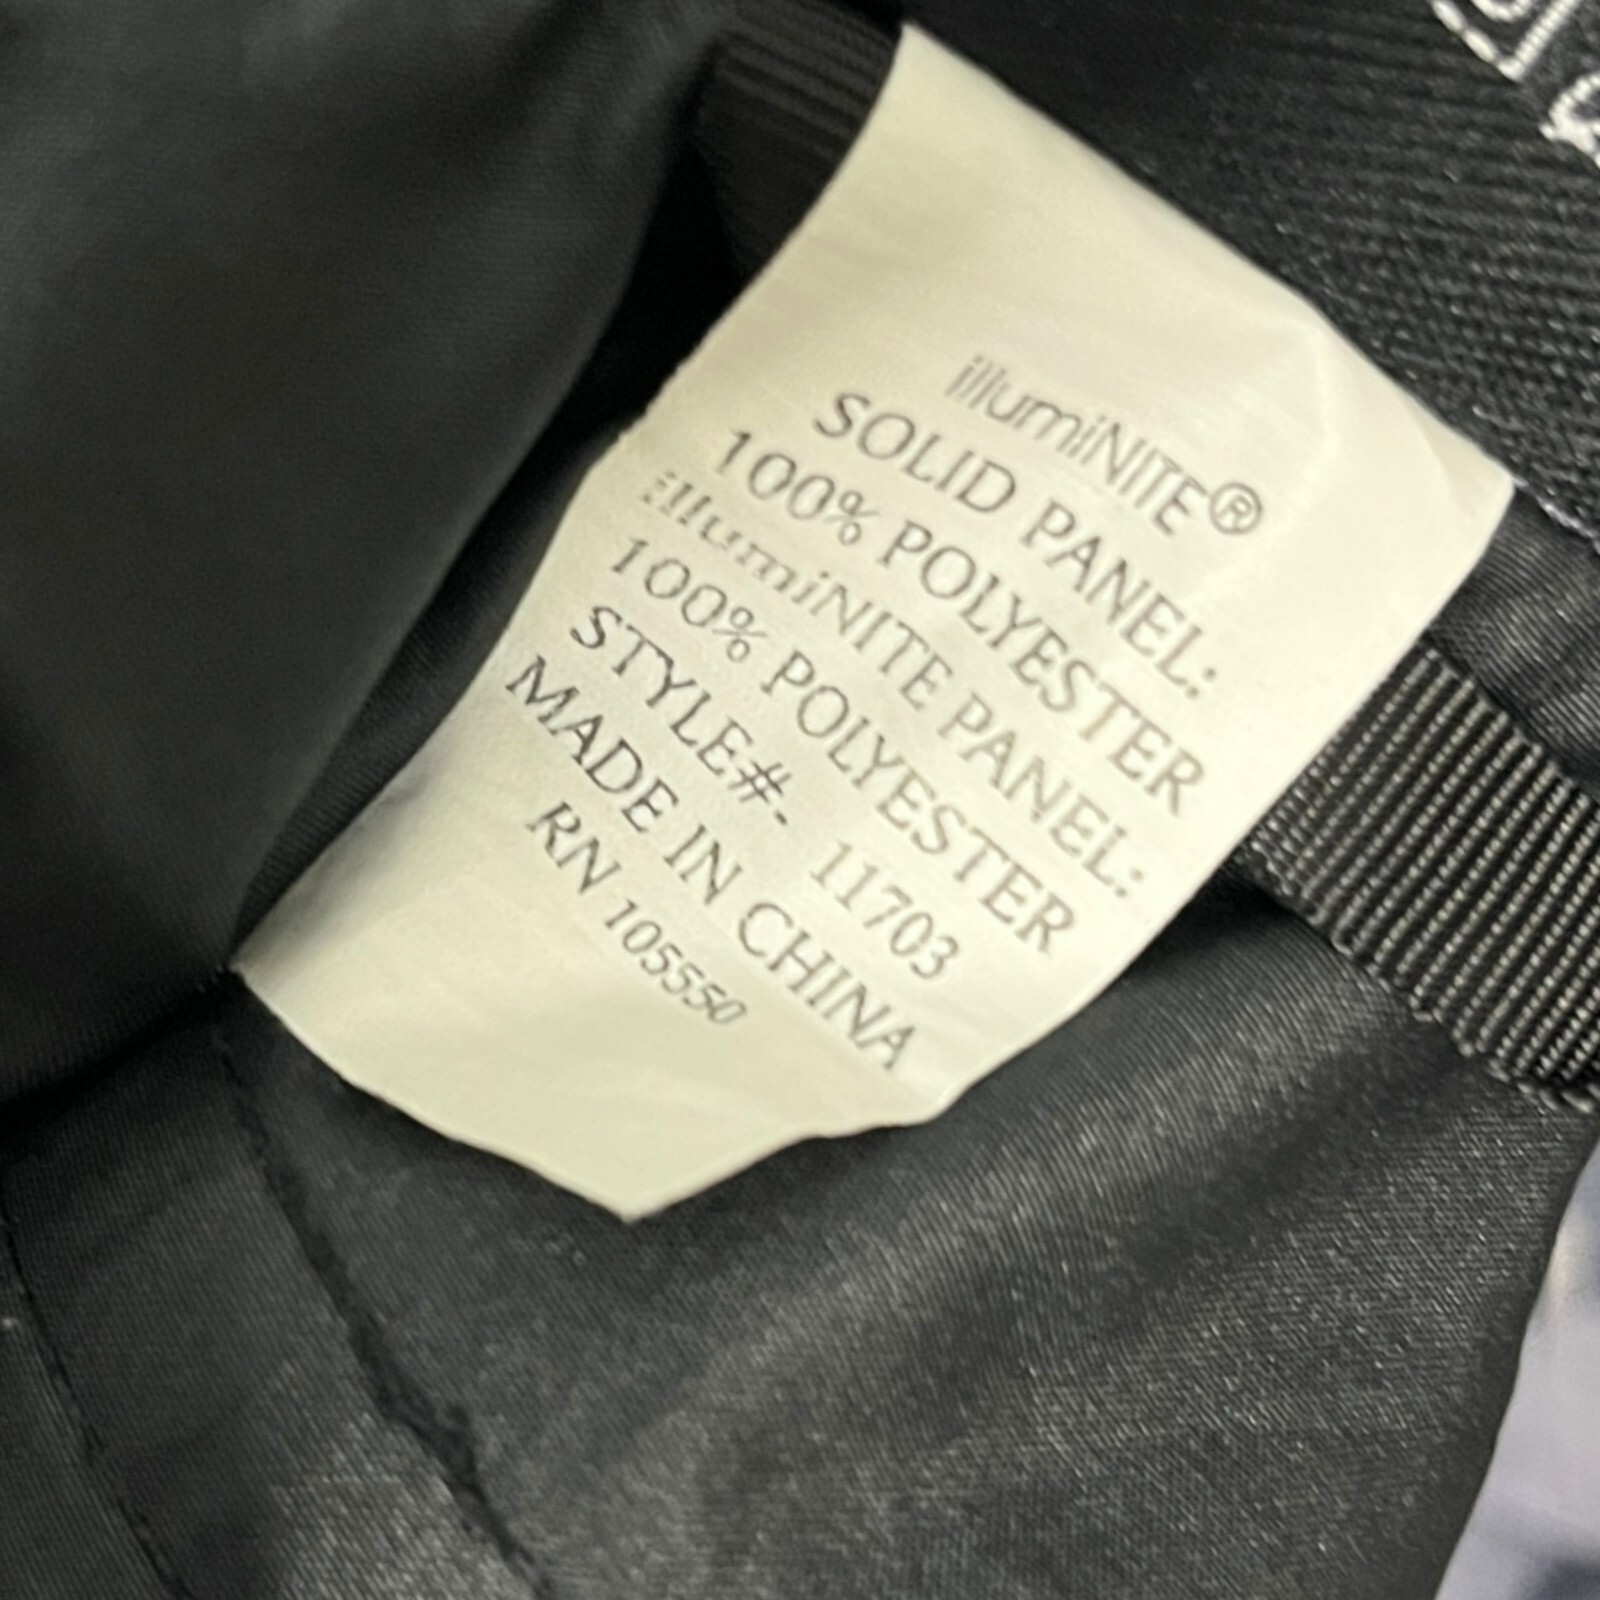 illumiNITE®
SOLID PANEL:
100% POLYESTER
illumiNITE PANEL:
100% POLYESTER
STYLE#- 11703
MADE IN CHINA
RN 105550